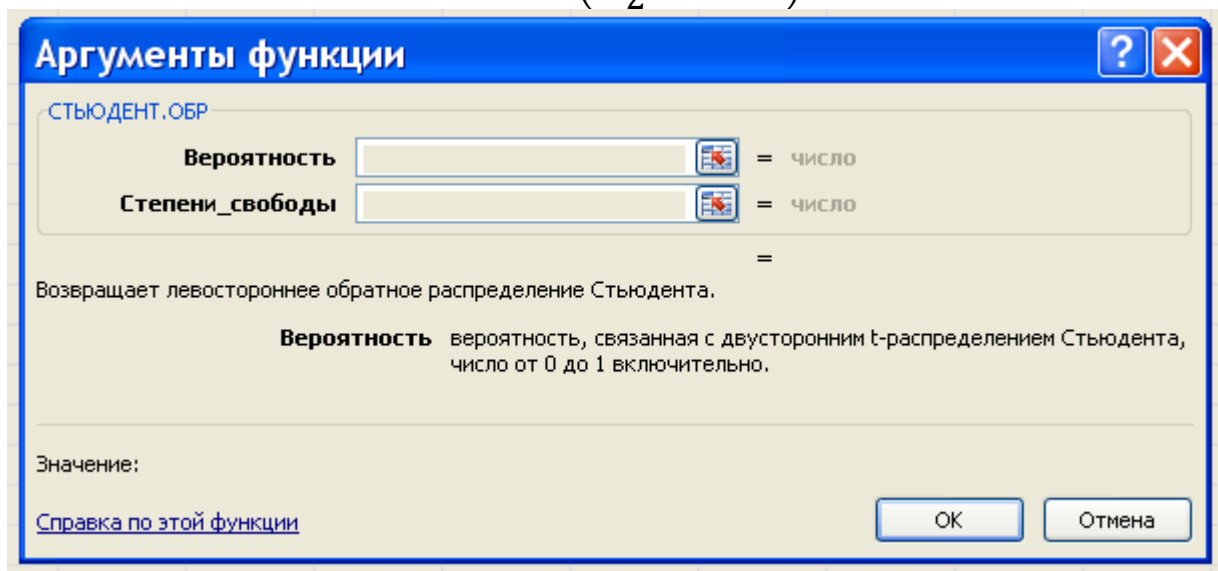 Аргументы функции
СТЬЮДЕНТ.ОБР
Вероятность = число
Степени_свободы = число
=
Возвращает левостороннее обратное распределение Стьюдента.
Вероятность вероятность, связанная с двусторонним t-распределением Стьюдента,
число от 0 до 1 включительно.
Значение:
Справка по этой функции
ОК
Отмена